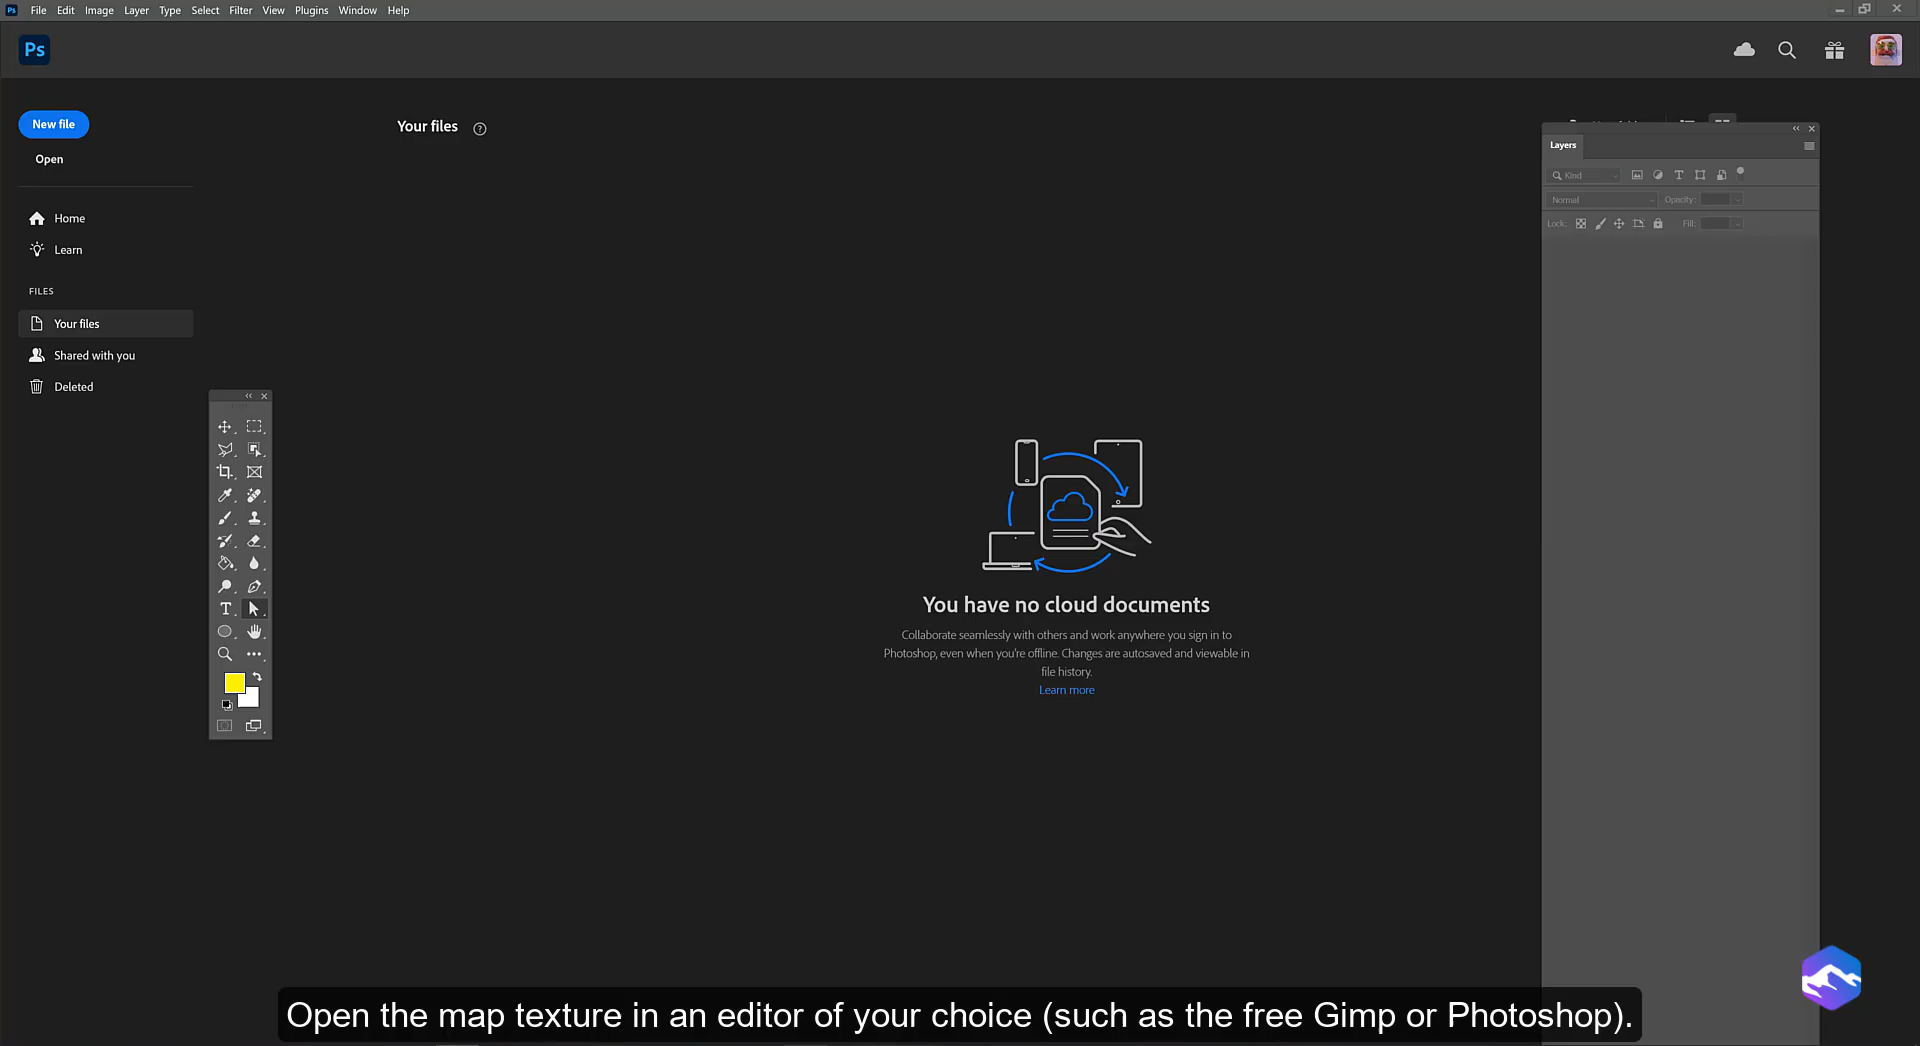 Ps File Edit Image Layer Type Select Filter View Plugins Window Help
Ps
New file
Open
Home
Learn
FILES
Your files
Shared with you
Deleted
Your files ?
T
You have no cloud documents
Collaborate seamlessly with others and work anywhere you sign in to
Photoshop, even when you're offline. Changes are autosaved and viewable in
file history.
Learn more
Layers
Kind T
Normal Opacity:
Lock: Fill:
Open the map texture in an editor of your choice (such as the free Gimp or Photoshop).